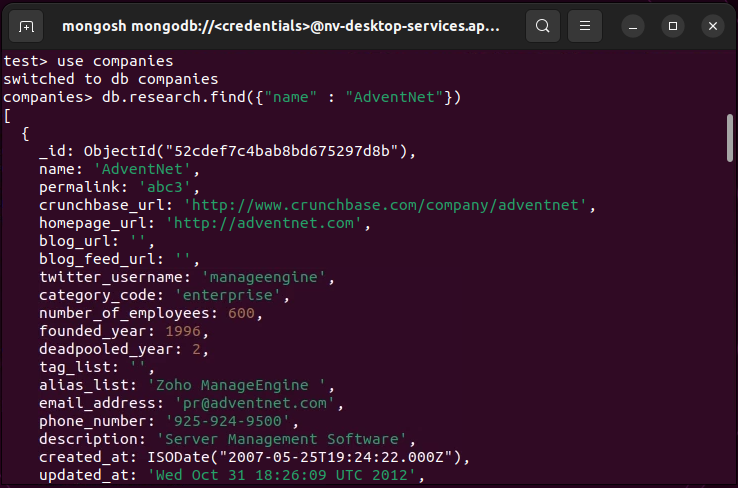 mongosh mongodb://<credentials>@nv-desktop-services.ap...
test> use companies
switched to db companies
companies> db.research.find({"name" : "AdventNet"})
[
  {
    _id: ObjectId("52cdef7c4bab8bd675297d8b"),
    name: 'AdventNet',
    permalink: 'abc3',
    crunchbase_url: 'http://www.crunchbase.com/company/adventnet',
    homepage_url: 'http://adventnet.com',
    blog_url: '',
    blog_feed_url: '',
    twitter_username: 'manageengine',
    category_code: 'enterprise',
    number_of_employees: 600,
    founded_year: 1996,
    deadpooled_year: 2,
    tag_list: '',
    alias_list: 'Zoho ManageEngine ',
    email_address: 'pr@adventnet.com',
    phone_number: '925-924-9500',
    description: 'Server Management Software',
    created_at: ISODate("2007-05-25T19:24:22.000Z"),
    updated_at: 'Wed Oct 31 18:26:09 UTC 2012',